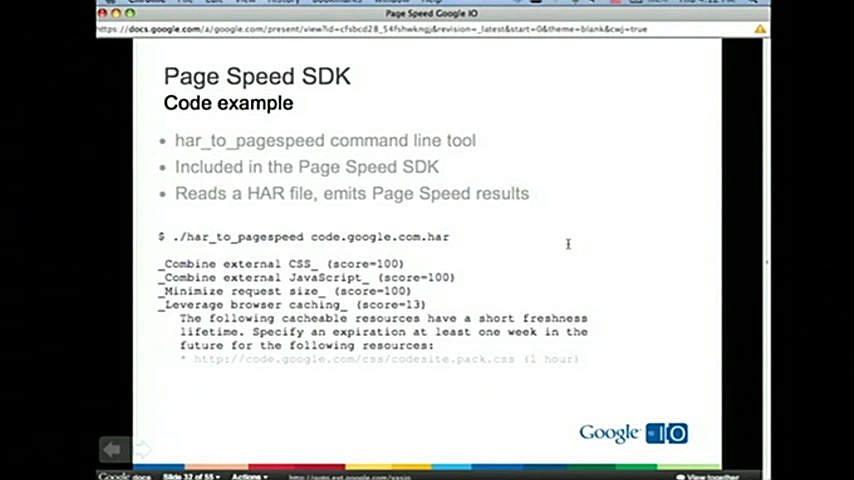 Page Speed Google IO
https://docs.google.com/a/google.com/present/view?id=cfsbcd28_54fshwkngj&revision=_latest&start=0&theme=blank&cwj=true
Page Speed SDK
Code example
• har_to_pagespeed command line tool
• Included in the Page Speed SDK
• Reads a HAR file, emits Page Speed results
$ ./har_to_pagespeed code.google.com.har
_Combine external CSS_ (score=100)
_Combine external JavaScript_ (score=100)
_Minimize request size_ (score=100)
_Leverage browser caching_ (score=13)
The following cacheable resources have a short freshness
lifetime. Specify an expiration at least one week in the
future for the following resources:
* http://code.google.com/css/codesite.pack.css (1 hour)
Google IO
Google docs Slide 32 of 55 Actions View together